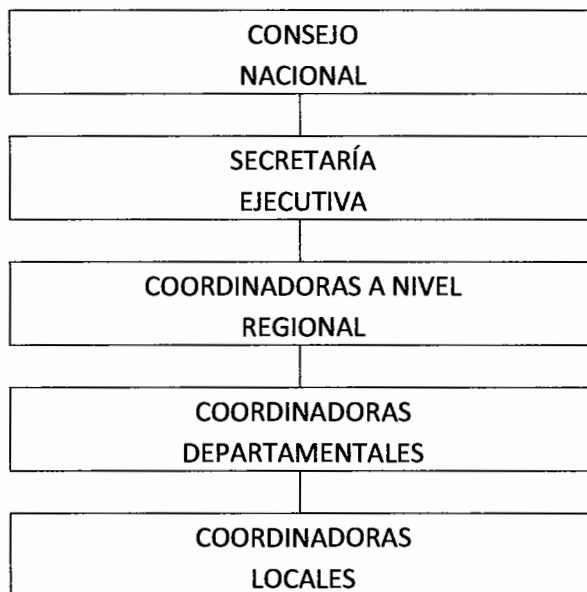 CONSEJO
NACIONAL
SECRETARÍA
EJECUTIVA
COORDINADORAS A NIVEL
REGIONAL
COORDINADORAS
DEPARTAMENTALES
COORDINADORAS
LOCALES